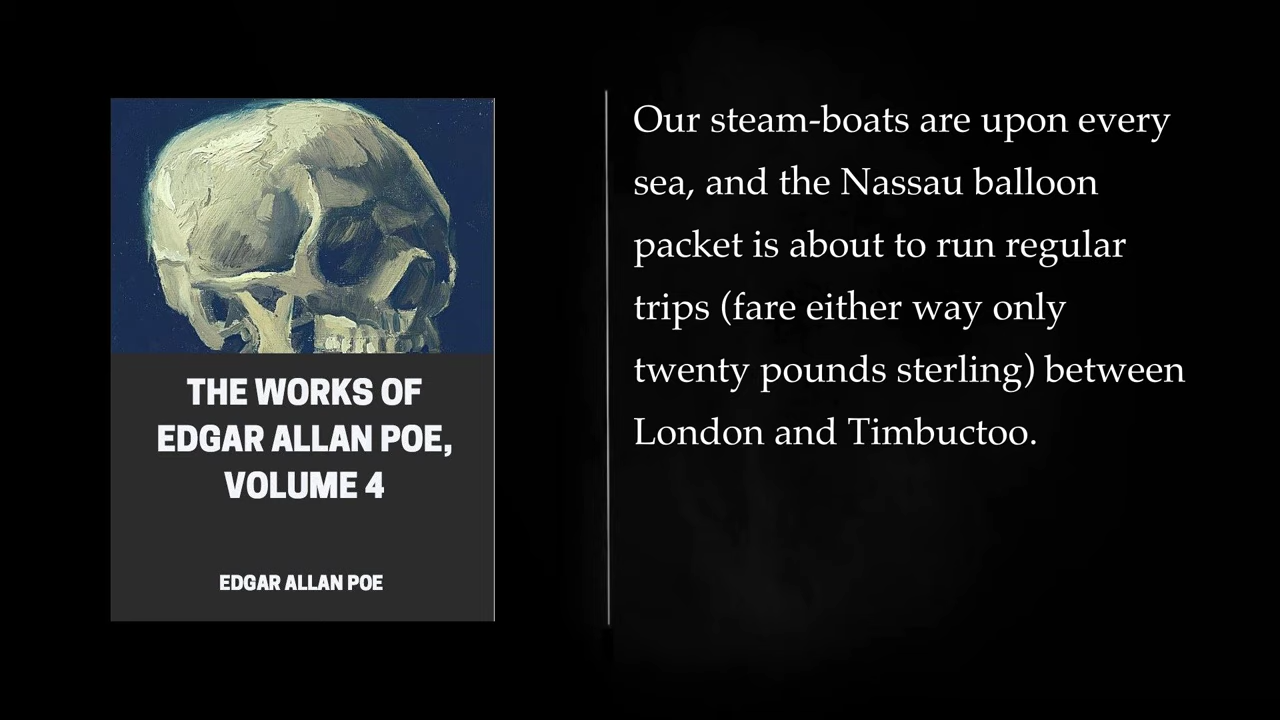 THE WORKS OF
EDGAR ALLAN POE,
VOLUME 4
EDGAR ALLAN POE
Our steam-boats are upon every
sea, and the Nassau balloon
packet is about to run regular
trips (fare either way only
twenty pounds sterling) between
London and Timbuctoo.